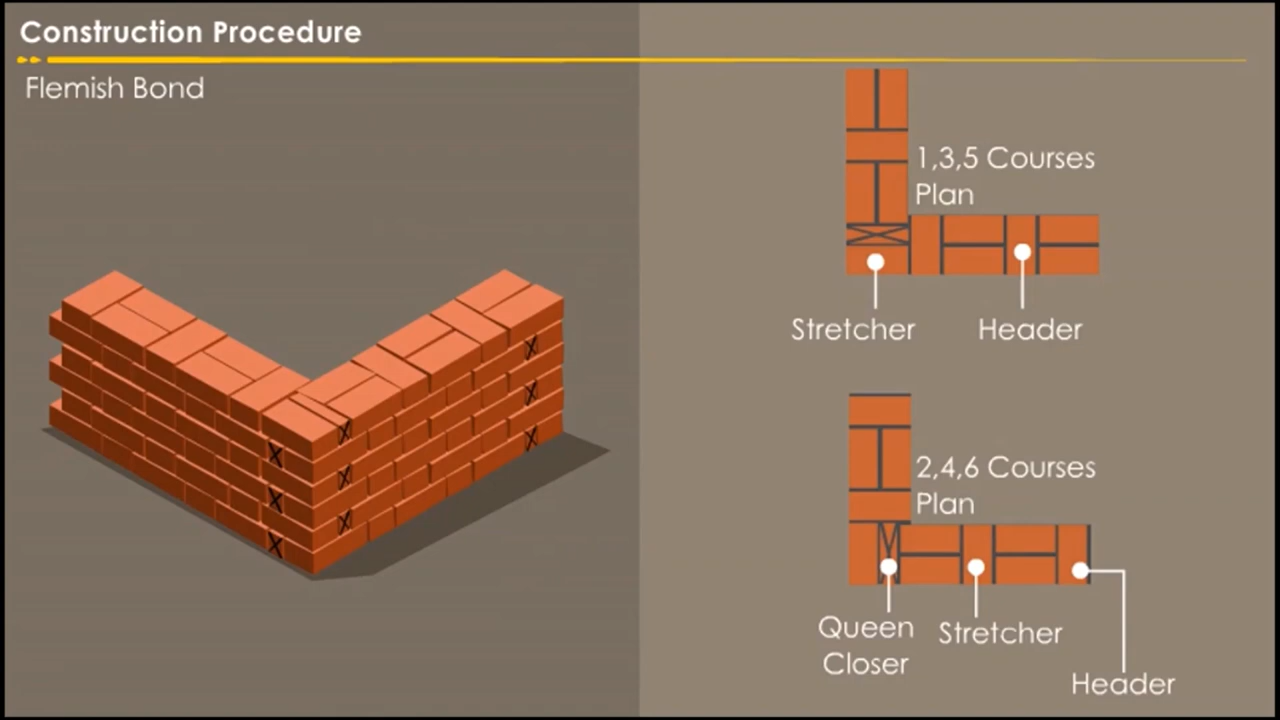 Construction Procedure
Flemish Bond
1,3,5 Courses
Plan
Stretcher
Header
2,4,6 Courses
Plan
Queen
Closer
Stretcher
Header